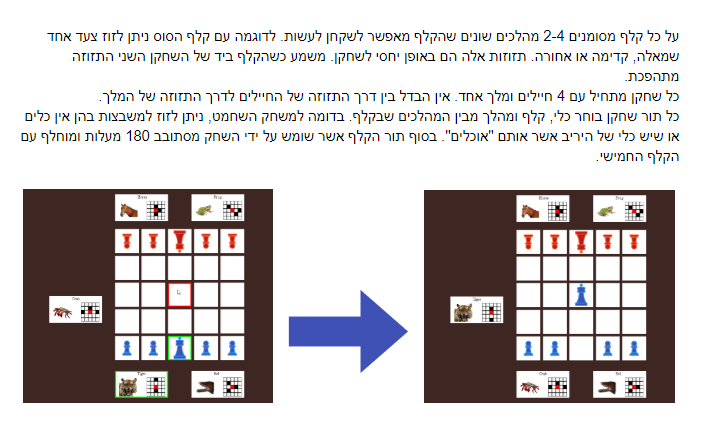 על כל קלף מסומנים 2-4 מהלכים שונים שהקלף מאפשר לשקחן לעשות. לדוגמה עם קלף הסוס ניתן לזוז צעד אחד
שמאלה, קדימה או אחורה. תזוזות אלה הם באופן יחסי לשחקן. משמע כשהקלף ביד של השחקן השני התזוזה
מתהפכת.
כל שחקן מתחיל עם 4 חיילים ומלך אחד. אין הבדל בין דרך התזוזה של החיילים לדרך התזוזה של המלך.
כל תור שחקן בוחר כלי, קלף ומהלך מבין המהלכים שבקלף. בדומה למשחק השחמט, ניתן לזוז למשבצות בהן אין כלים
או שיש כלי של היריב אשר אותם "אוכלים". בסוף תור הקלף אשר שומש על ידי השחק מסתובב 180 מעלות ומוחלף עם
הקלף החמישי.
Horse Frog
Horse Frog
Crab
Tiger
Tiger Eel
Crab Eel